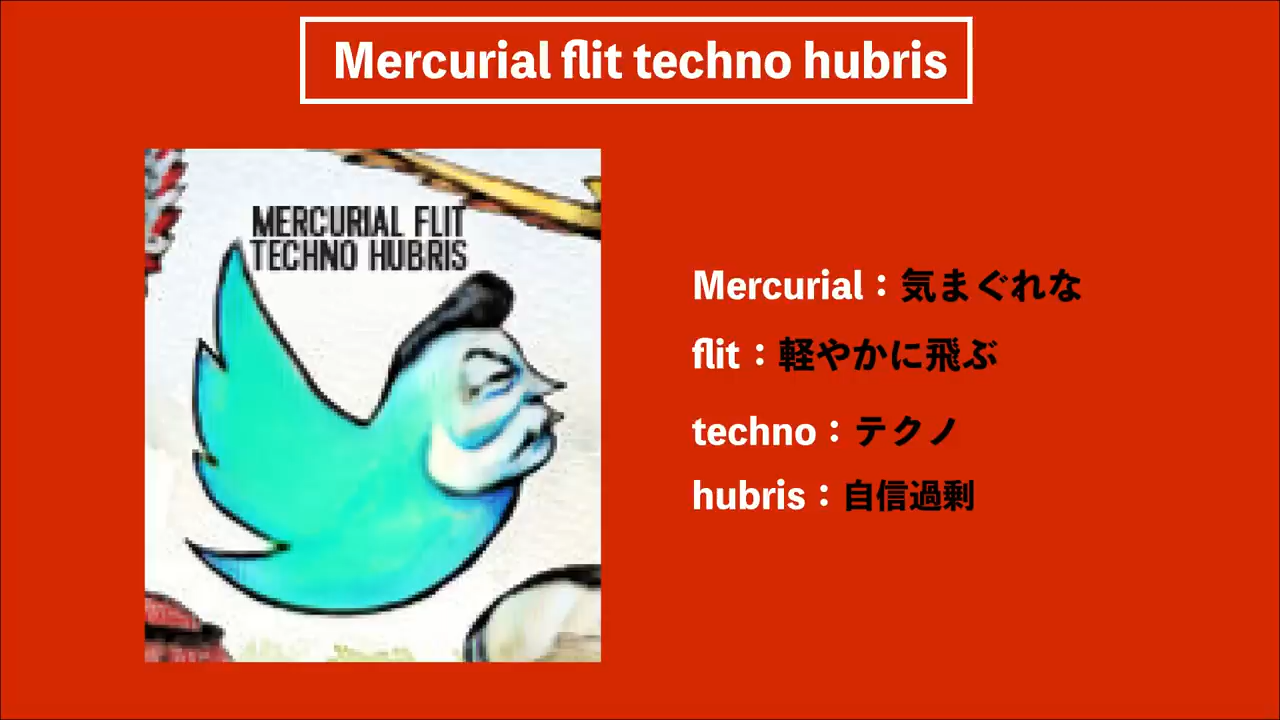 Mercurial flit techno hubris
MERCURIAL FLIT
TECHNO HUBRIS
Mercurial：気まぐれな
flit：軽やかに飛ぶ
techno：テクノ
hubris：自信過剰